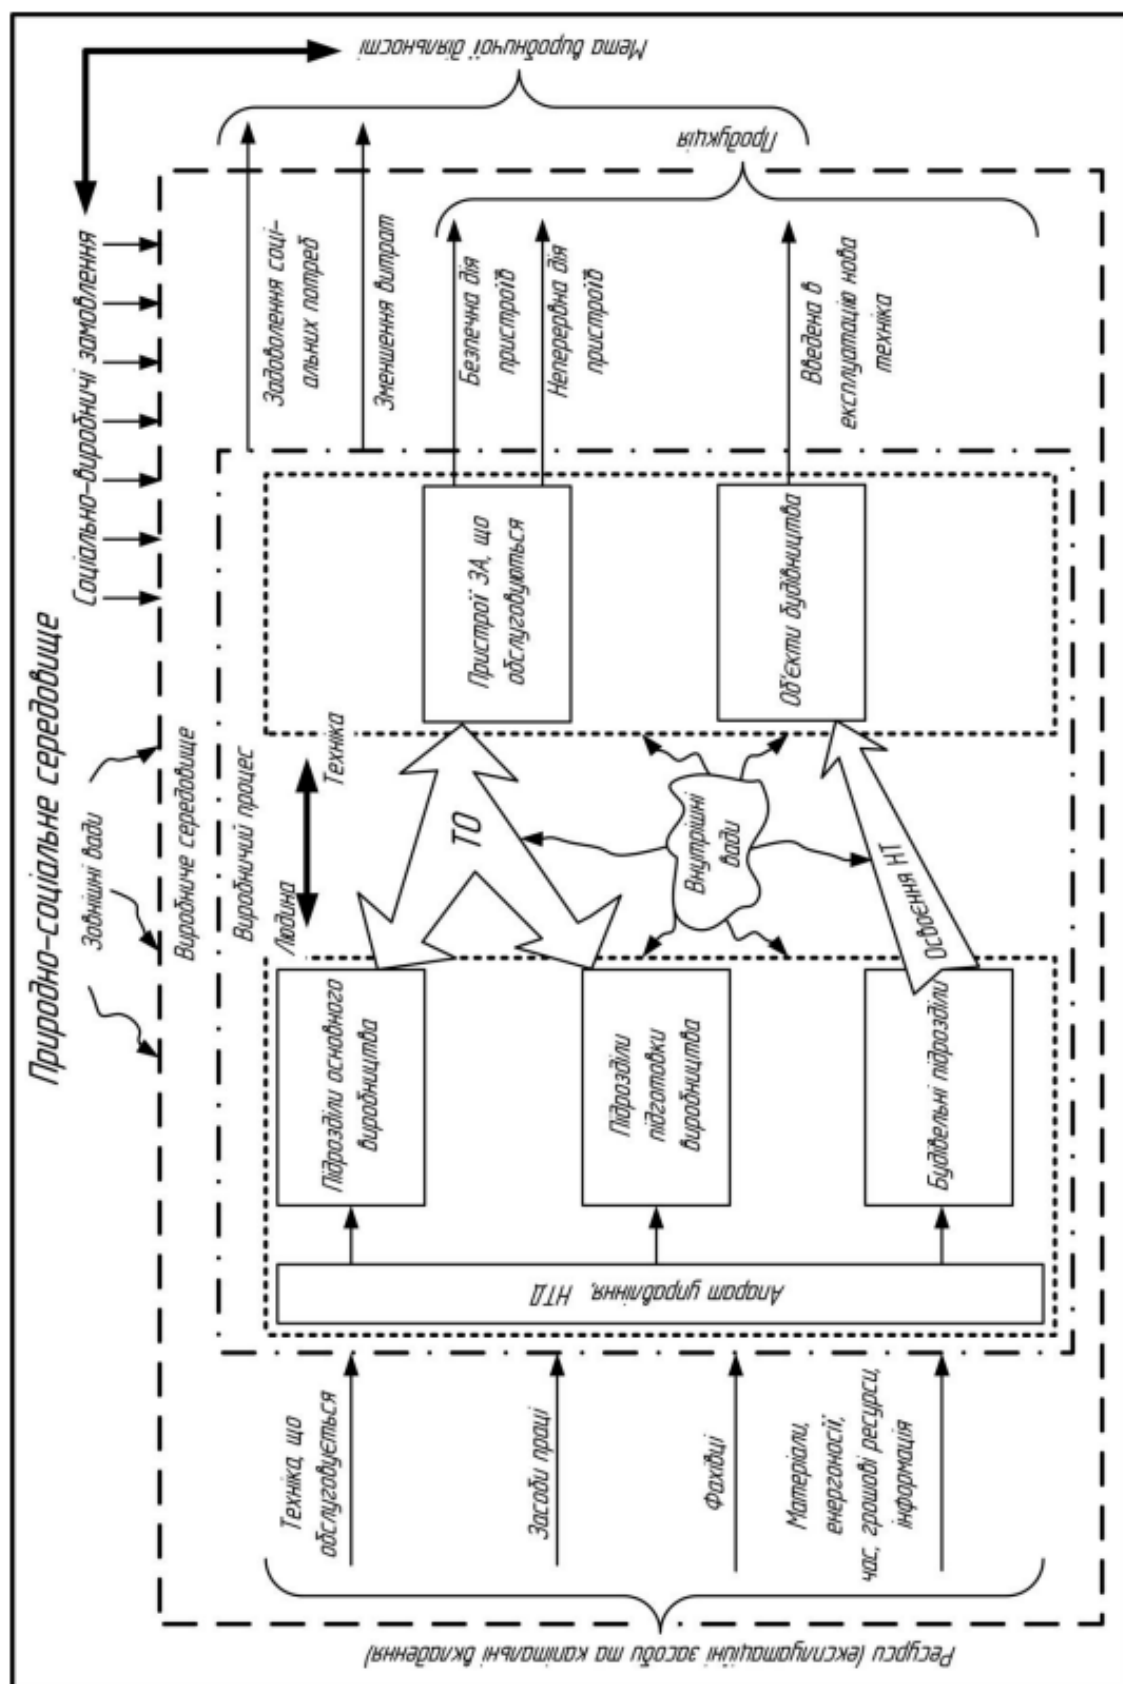 Природно-соціальне середовище
Соціально-виробничі замовлення
Зовнішні вади
Виробниче середовище
Виробничий процес
Людина
Техніка
Ресурси (експлуатаційні засоби та капітальні вкладення)
Техніка, що
обслуговується
Засоби праці
Фахівці
Матеріали,
енергоносії,
час, грошові ресурси,
інформація
Апарат управління, НТД
Підрозділи основного
виробництва
Підрозділи
підготовки
виробництва
Будівельні підрозділи
ТО
Внутрішні
вади
Освоєння НТ
Пристрої ЗА, що
обслуговуються
Об'єкти будівництва
Задоволення соці-
альних потреб
Зменшення витрат
Безпечна дія
пристроїв
Неперервна дія
пристроїв
Введена в
експлуатацію нова
техніка
Продукція
Мета виробничої діяльності